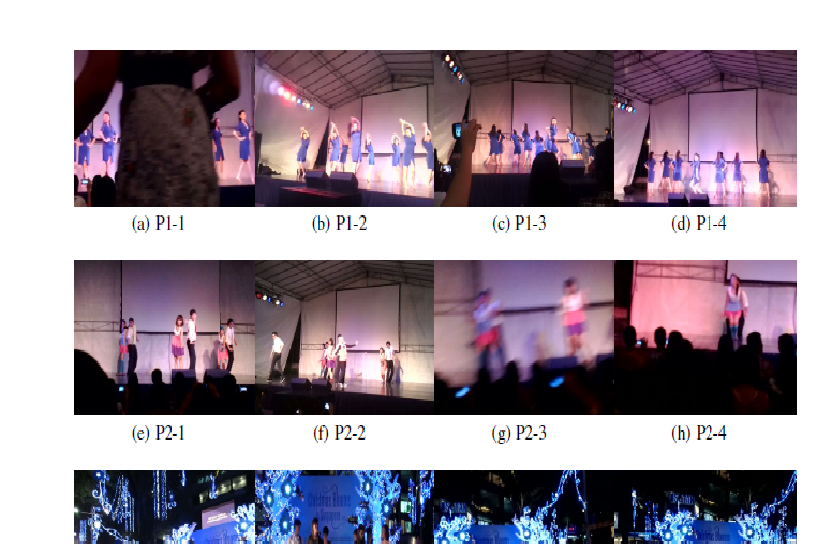 (a) P1-1
(b) P1-2
(c) P1-3
(d) P1-4
(e) P2-1
(f) P2-2
(g) P2-3
(h) P2-4